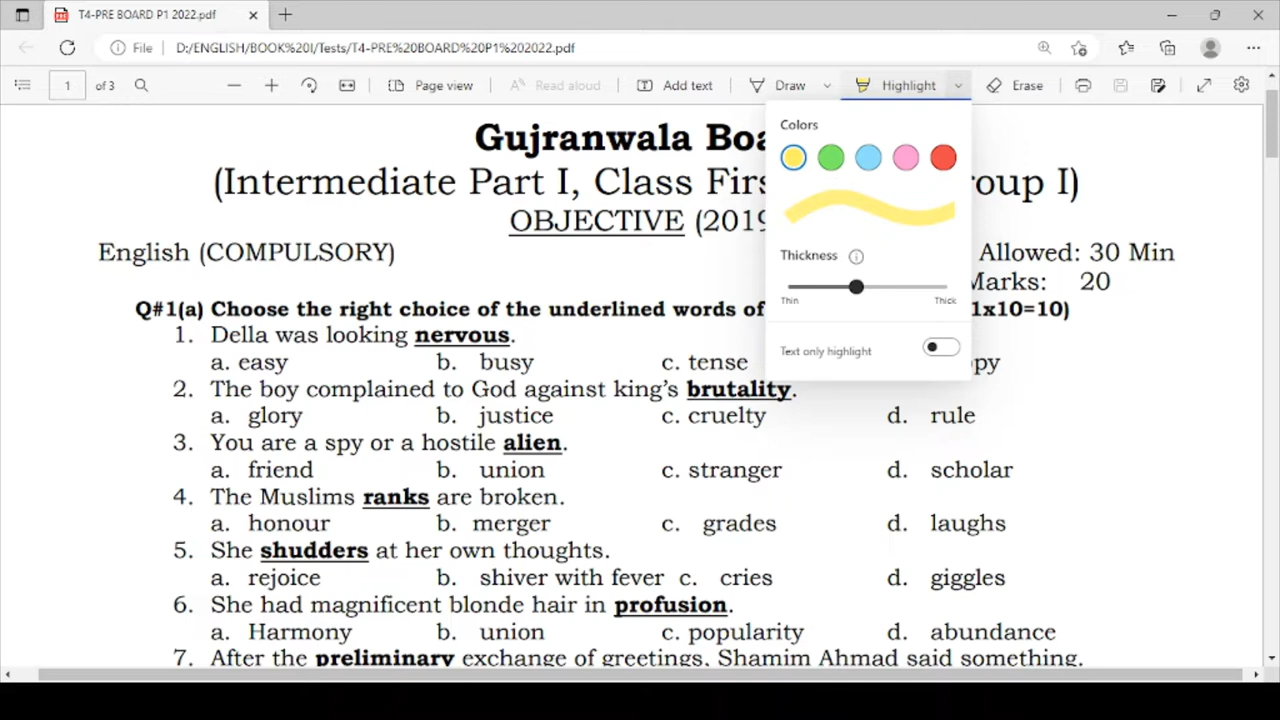 T4-PRE BOARD P1 2022.pdf
File D:/ENGLISH/BOOK%20I/Tests/T4-PRE%20BOARD%20P1%202022.pdf
1 of 3 Page view Read aloud Add text Draw Highlight Erase
Colors
Thickness
Thin Thick
Text only highlight
Gujranwala Boa
(Intermediate Part I, Class Firs roup I)
OBJECTIVE (2019
English (COMPULSORY) Allowed: 30 Min
Marks: 20
Q#1(a) Choose the right choice of the underlined words of 1x10=10)
1. Della was looking nervous.
a. easy b. busy c. tense py
2. The boy complained to God against king's brutality.
a. glory b. justice c. cruelty d. rule
3. You are a spy or a hostile alien.
a. friend b. union c. stranger d. scholar
4. The Muslims ranks are broken.
a. honour b. merger c. grades d. laughs
5. She shudders at her own thoughts.
a. rejoice b. shiver with fever c. cries d. giggles
6. She had magnificent blonde hair in profusion.
a. Harmony b. union c. popularity d. abundance
7. After the preliminary exchange of greetings, Shamim Ahmad said something.